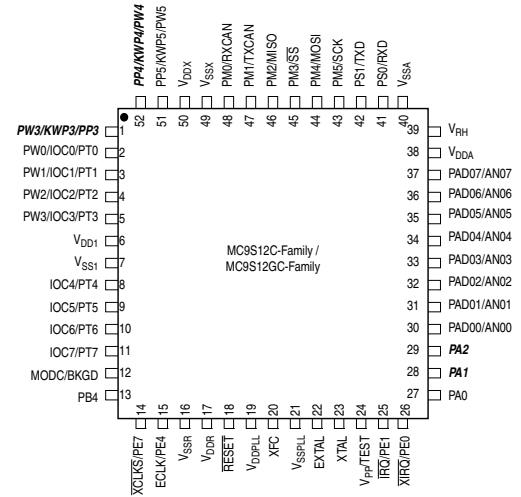 PP4/KWP4/PW4
PP5/KWP5/PW5
VDDX
VSSX
PM0/RXCAN
PM1/TXCAN
PM2/MISO
PM3/SS
PM4/MOSI
PM5/SCK
PS1/TXD
PS0/RXD
VSSA
52
51
50
49
48
47
46
45
44
43
42
41
40
PW3/KWP3/PP3 1
PW0/IOC0/PT0 2
PW1/IOC1/PT1 3
PW2/IOC2/PT2 4
PW3/IOC3/PT3 5
VDD1 6
VSS1 7
IOC4/PT4 8
IOC5/PT5 9
IOC6/PT6 10
IOC7/PT7 11
MODC/BKGD 12
PB4 13
MC9S12C-Family /
MC9S12GC-Family
39 VRH
38 VDDA
37 PAD07/AN07
36 PAD06/AN06
35 PAD05/AN05
34 PAD04/AN04
33 PAD03/AN03
32 PAD02/AN02
31 PAD01/AN01
30 PAD00/AN00
29 PA2
28 PA1
27 PA0
14
15
16
17
18
19
20
21
22
23
24
25
26
XCLKS/PE7
ECLK/PE4
VSSR
VDDR
RESET
VDDPLL
XFC
VSSPLL
EXTAL
XTAL
VPP/TEST
IRQ/PE1
XIRQ/PE0